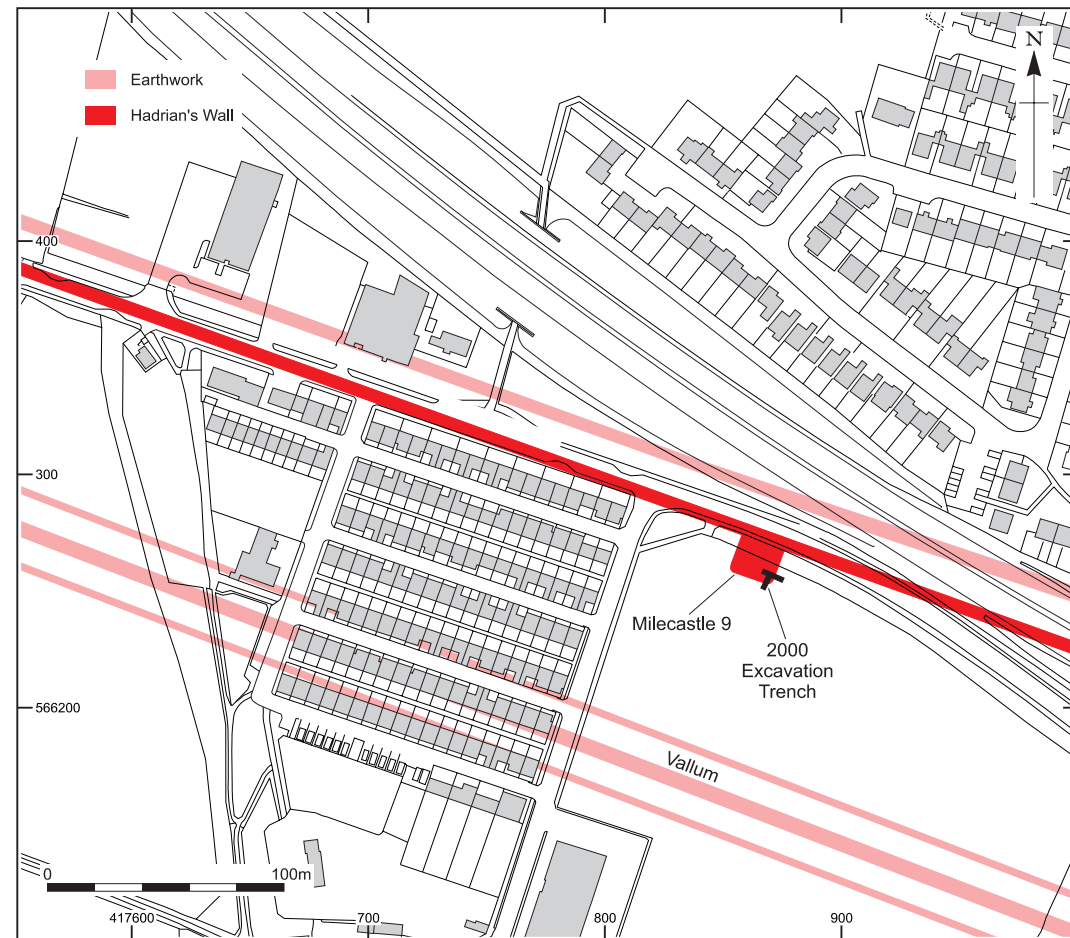 N
Earthwork
Hadrian's Wall
400
300
Milecastle 9
2000
Excavation
Trench
566200
Vallum
0
100m
417600
700
800
900